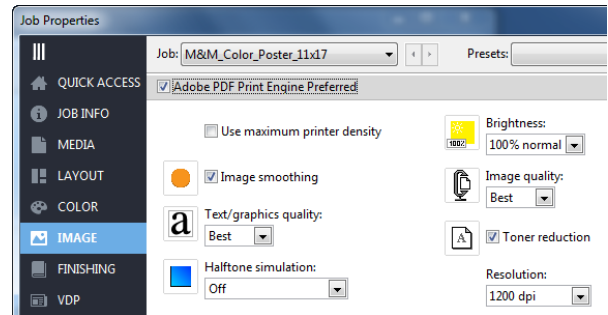 Job Properties
Job: M&M_Color_Poster_11x17
Presets:
QUICK ACCESS
JOB INFO
MEDIA
LAYOUT
COLOR
IMAGE
FINISHING
VDP
Adobe PDF Print Engine Preferred
Use maximum printer density
Image smoothing
a
Text/graphics quality:
Best
Halftone simulation:
Off
100%
Brightness:
100% normal
Image quality:
Best
A
Toner reduction
Resolution:
1200 dpi